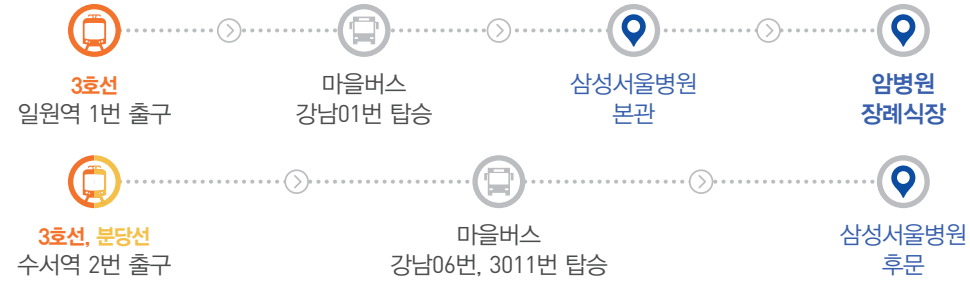 3호선
일원역 1번 출구
마을버스
강남01번 탑승
삼성서울병원
본관
암병원
장례식장
3호선, 분당선
수서역 2번 출구
마을버스
강남06번, 3011번 탑승
삼성서울병원
후문